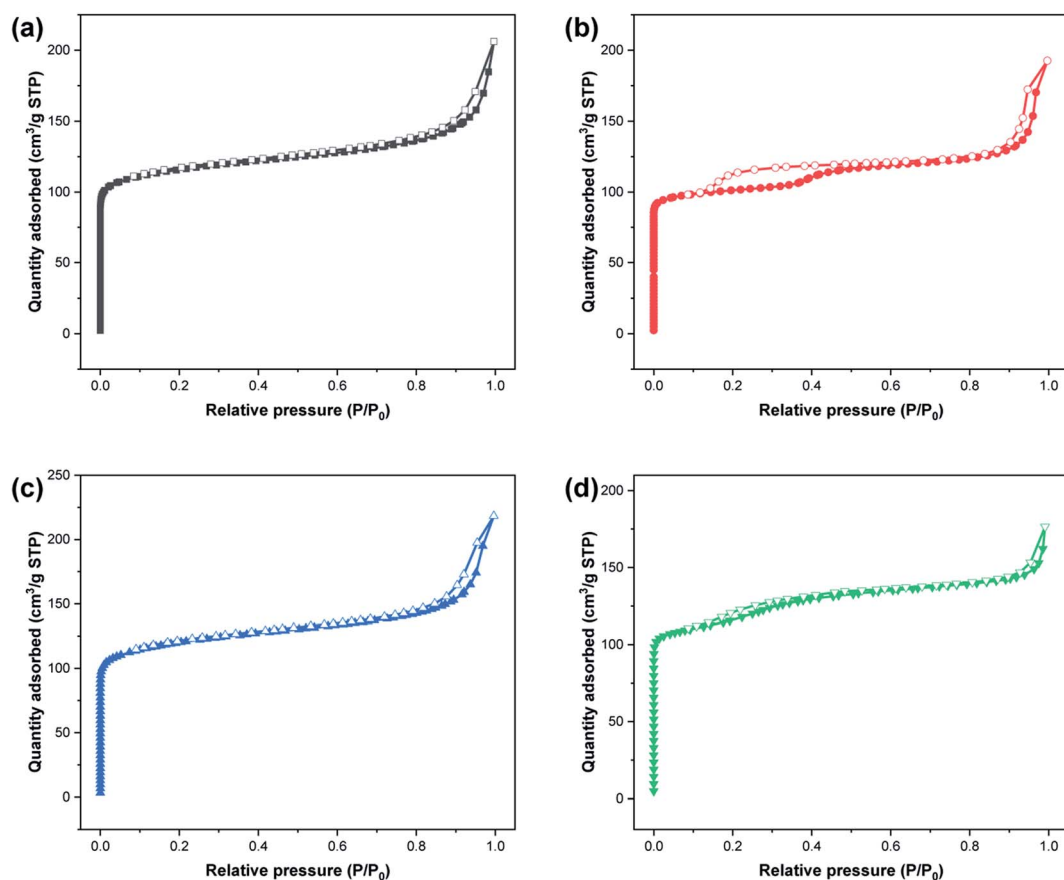 (a)
200
150
100
50
0
Quantity adsorbed (cm³/g STP)
0.0 0.2 0.4 0.6 0.8 1.0
Relative pressure (P/P₀)
(b)
200
150
100
50
0
Quantity adsorbed (cm³/g STP)
0.0 0.2 0.4 0.6 0.8 1.0
Relative pressure (P/P₀)
(c)
250
200
150
100
50
0
Quantity adsorbed (cm³/g STP)
0.0 0.2 0.4 0.6 0.8 1.0
Relative pressure (P/P₀)
(d)
200
150
100
50
0
Quantity adsorbed (cm³/g STP)
0.0 0.2 0.4 0.6 0.8 1.0
Relative pressure (P/P₀)